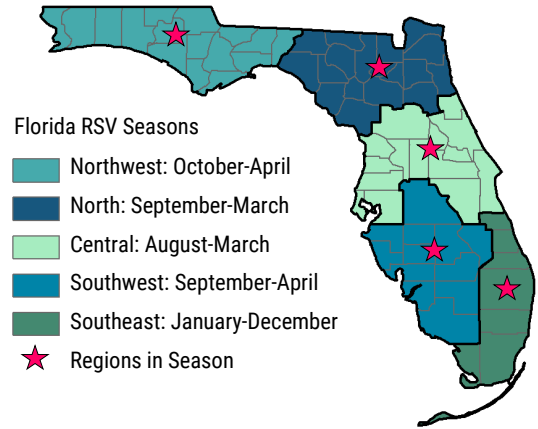 Florida RSV Seasons
Northwest: October-April
North: September-March
Central: August-March
Southwest: September-April
Southeast: January-December
Regions in Season